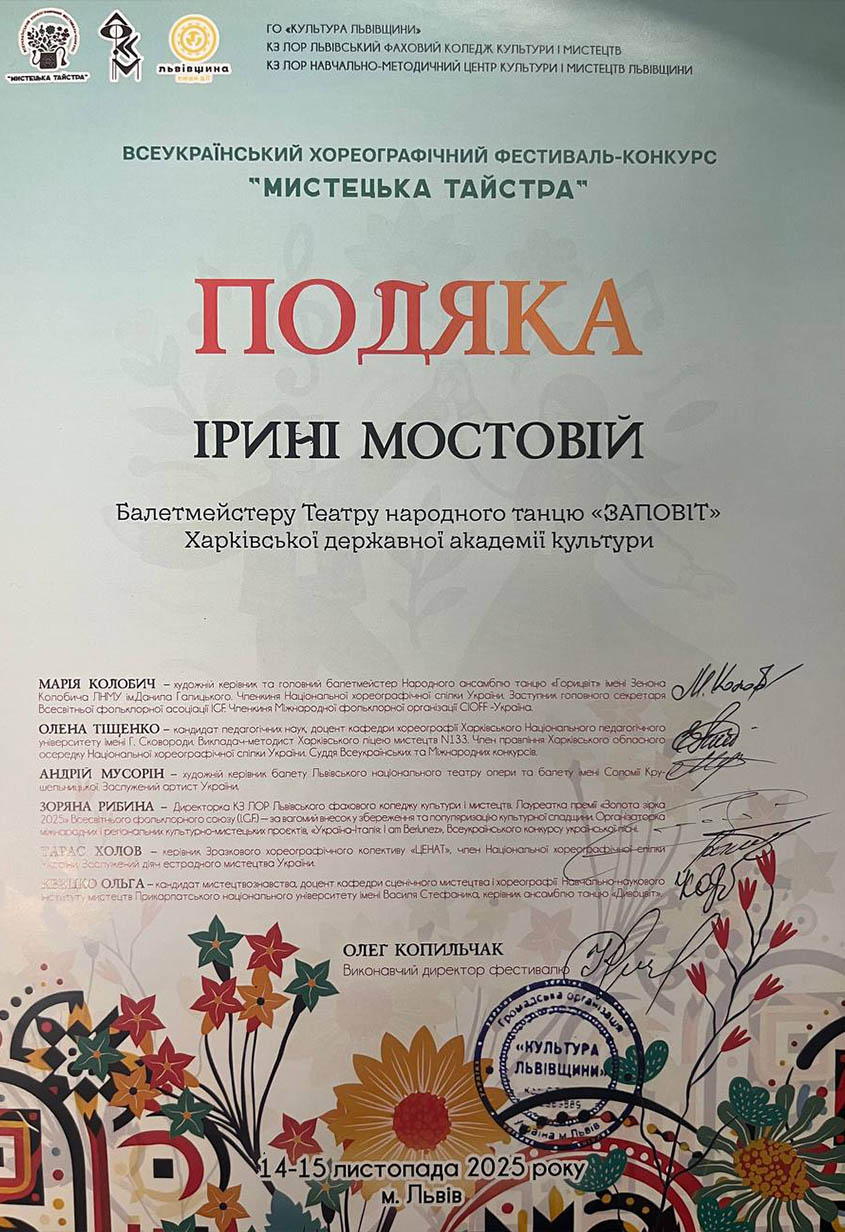 "МИСТЕЦЬКА ТАЙСТРА"
львівщина
ГО «КУЛЬТУРА ЛЬВІВЩИНИ»
КЗ ЛОР ЛЬВІВСЬКИЙ ФАХОВИЙ КОЛЕДЖ КУЛЬТУРИ І МИСТЕЦТВ
КЗ ЛОР НАВЧАЛЬНО-МЕТОДИЧНИЙ ЦЕНТР КУЛЬТУРИ І МИСТЕЦТВ ЛЬВІВЩИНИ
ВСЕУКРАЇНСЬКИЙ ХОРЕОГРАФІЧНИЙ ФЕСТИВАЛЬ-КОНКУРС
"МИСТЕЦЬКА ТАЙСТРА"
ПОДЯКА
ІРИНІ МОСТОВІЙ
Балетмейстеру Театру народного танцю «ЗАПОВІТ»
Харківської державної академії культури
МАРІЯ КОЛОБИЧ – художній керівник та головний балетмейстер Народного ансамблю танцю «Горицвіт» імені Зенона
Колобича ЛНМУ ім.Данила Галицького. Членкиня Національної хореографічної спілки України. Заступник головного секретаря
Всесвітньої фольклорної асоціації IGF. Членкиня Міжнародної фольклорної організації CIOFF -Україна.
ОЛЕНА ТІЩЕНКО – кандидат педагогічних наук, доцент кафедри хореографії Харківського Національного педагогічного
університету імені Г. Сковороди. Викладач-методист Харківського ліцею мистецтв N133. Член правління Харківського обласного
осередку Національної хореографічної спілки України. Суддя Всеукраїнських та Міжнародних конкурсів.
АНДРІЙ МУСОРІН – художній керівник балету Львівського національного театру опери та балету імені Соломії Кру-
шельницької. Заслужений артист України.
ЗОРЯНА РИБИНА – Директорка КЗ ЛОР Львівського фахового коледжу культури і мистецтв. Лауреатка премії «Золота зірка
2025» Всесвітнього фольклорного союзу (I.G.F.) – за вагомий внесок у збереження та популяризацію культурної спадщини. Організаторка
міжнародних і регіональних культурно-мистецьких проєктів, «Україна-Італія: I am Berlunez», Всеукраїнського конкурсу української пісні.
ТАРАС ХОЛОВ – керівник Зразкового хореографічного колективу «ЦЕНАТ», член Національної хореографічної спілки
України. Заслужений діяч естрадного мистецтва України.
КВЕЦКО ОЛЬГА – кандидат мистецтвознавства, доцент кафедри сценічного мистецтва і хореографії Навчально-наукового
інституту мистецтв Прикарпатського національного університету імені Василя Стефаника, керівник ансамблю танцю «Дивоцвіт».
ОЛЕГ КОПИЛЬЧАК
Виконавчий директор фестивалю
Громадська організація
«КУЛЬТУРА
ЛЬВІВЩИНИ»
Україна м. Львів
14-15 листопада 2025 року
м. Львів